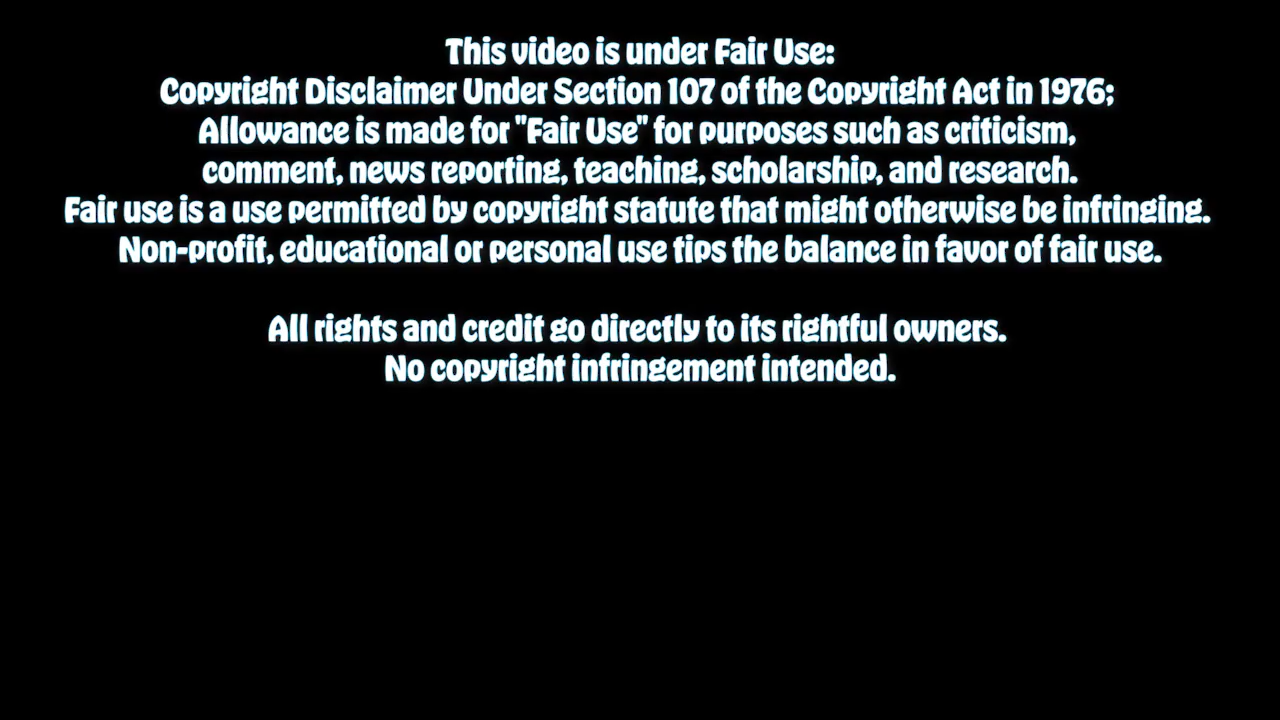 This video is under Fair Use:
Copyright Disclaimer Under Section 107 of the Copyright Act in 1976;
Allowance is made for "Fair Use" for purposes such as criticism,
comment, news reporting, teaching, scholarship, and research.
Fair use is a use permitted by copyright statute that might otherwise be infringing.
Non-profit, educational or personal use tips the balance in favor of fair use.
All rights and credit go directly to its rightful owners.
No copyright infringement intended.